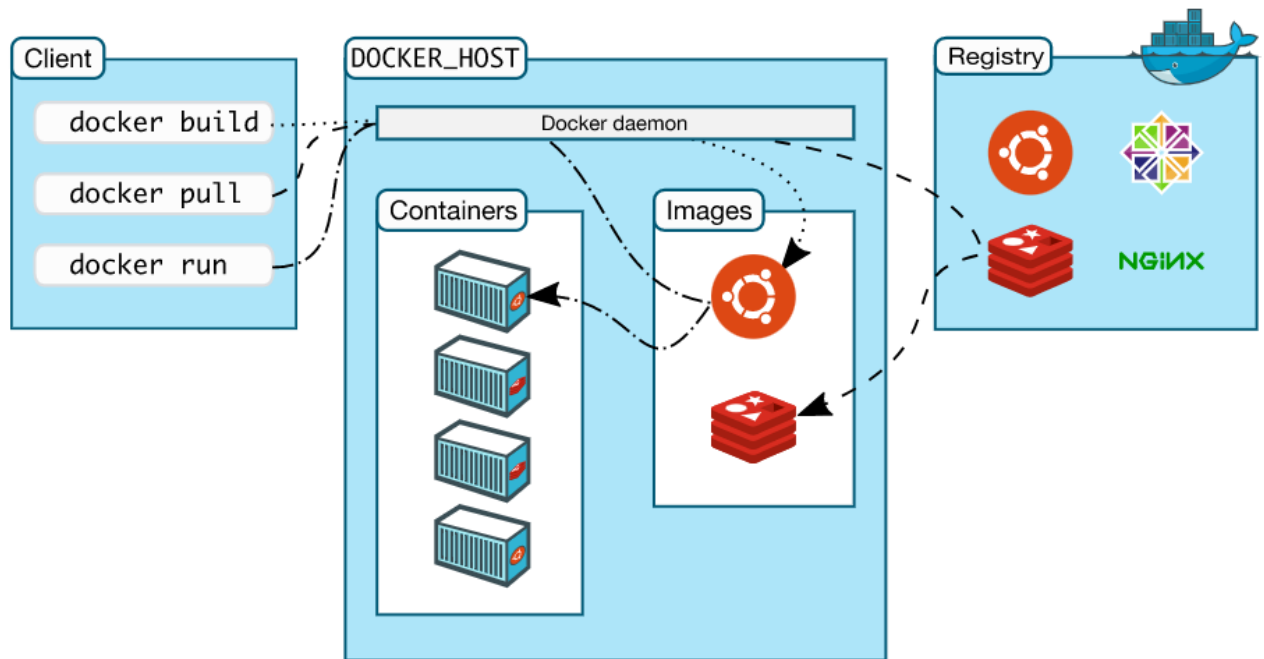 Client
docker build
docker pull
docker run
DOCKER_HOST
Docker daemon
Containers
Images
Registry
NGiNX